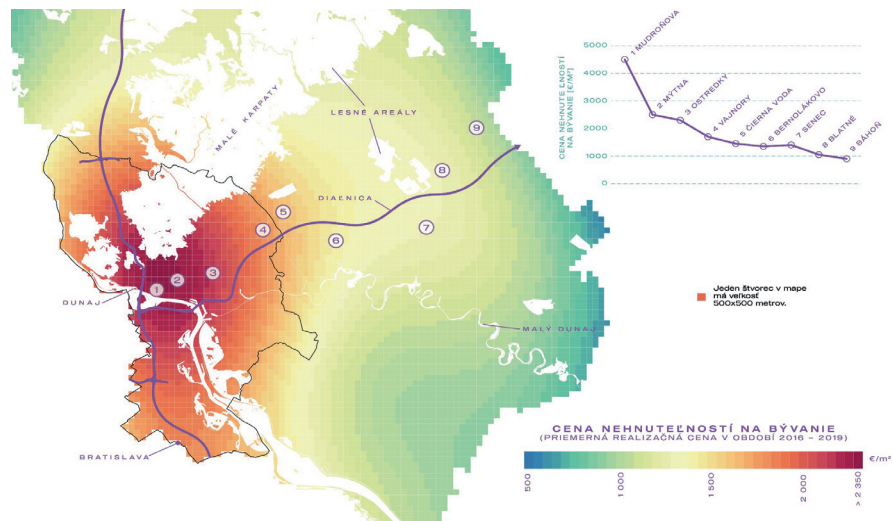 MALÉ KARPATY
LESNÉ AREÁLY
DIAĽNICA
DUNAJ
MALÝ DUNAJ
BRATISLAVA
1
2
3
4
5
6
7
8
9
CENA NEHNUTEĽNOSTÍ
NA BÝVANIE
[€/M²]
5000
4000
3000
2000
1000
0
1 MUDROŇOVA
2 MÝTNA
3 OSTREDKY
4 VAJNORY
5 ČIERNA VODA
6 BERNOLÁKOVO
7 SENEC
8 BLATNÉ
9 BÁHOŇ
Jeden štvorec v mape
má veľkosť
500x500 metrov.
CENA NEHNUTEĽNOSTÍ NA BÝVANIE
(PRIEMERNÁ REALIZAČNÁ CENA V OBDOBÍ 2016 – 2019)
€/m²
500
1 000
1 500
2 000
> 2 350